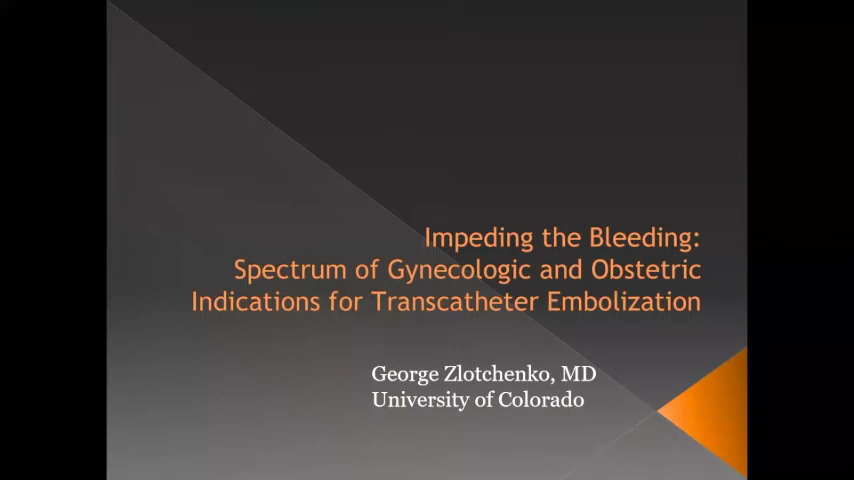 Impeding the Bleeding:
Spectrum of Gynecologic and Obstetric
Indications for Transcatheter Embolization
George Zlotchenko, MD
University of Colorado